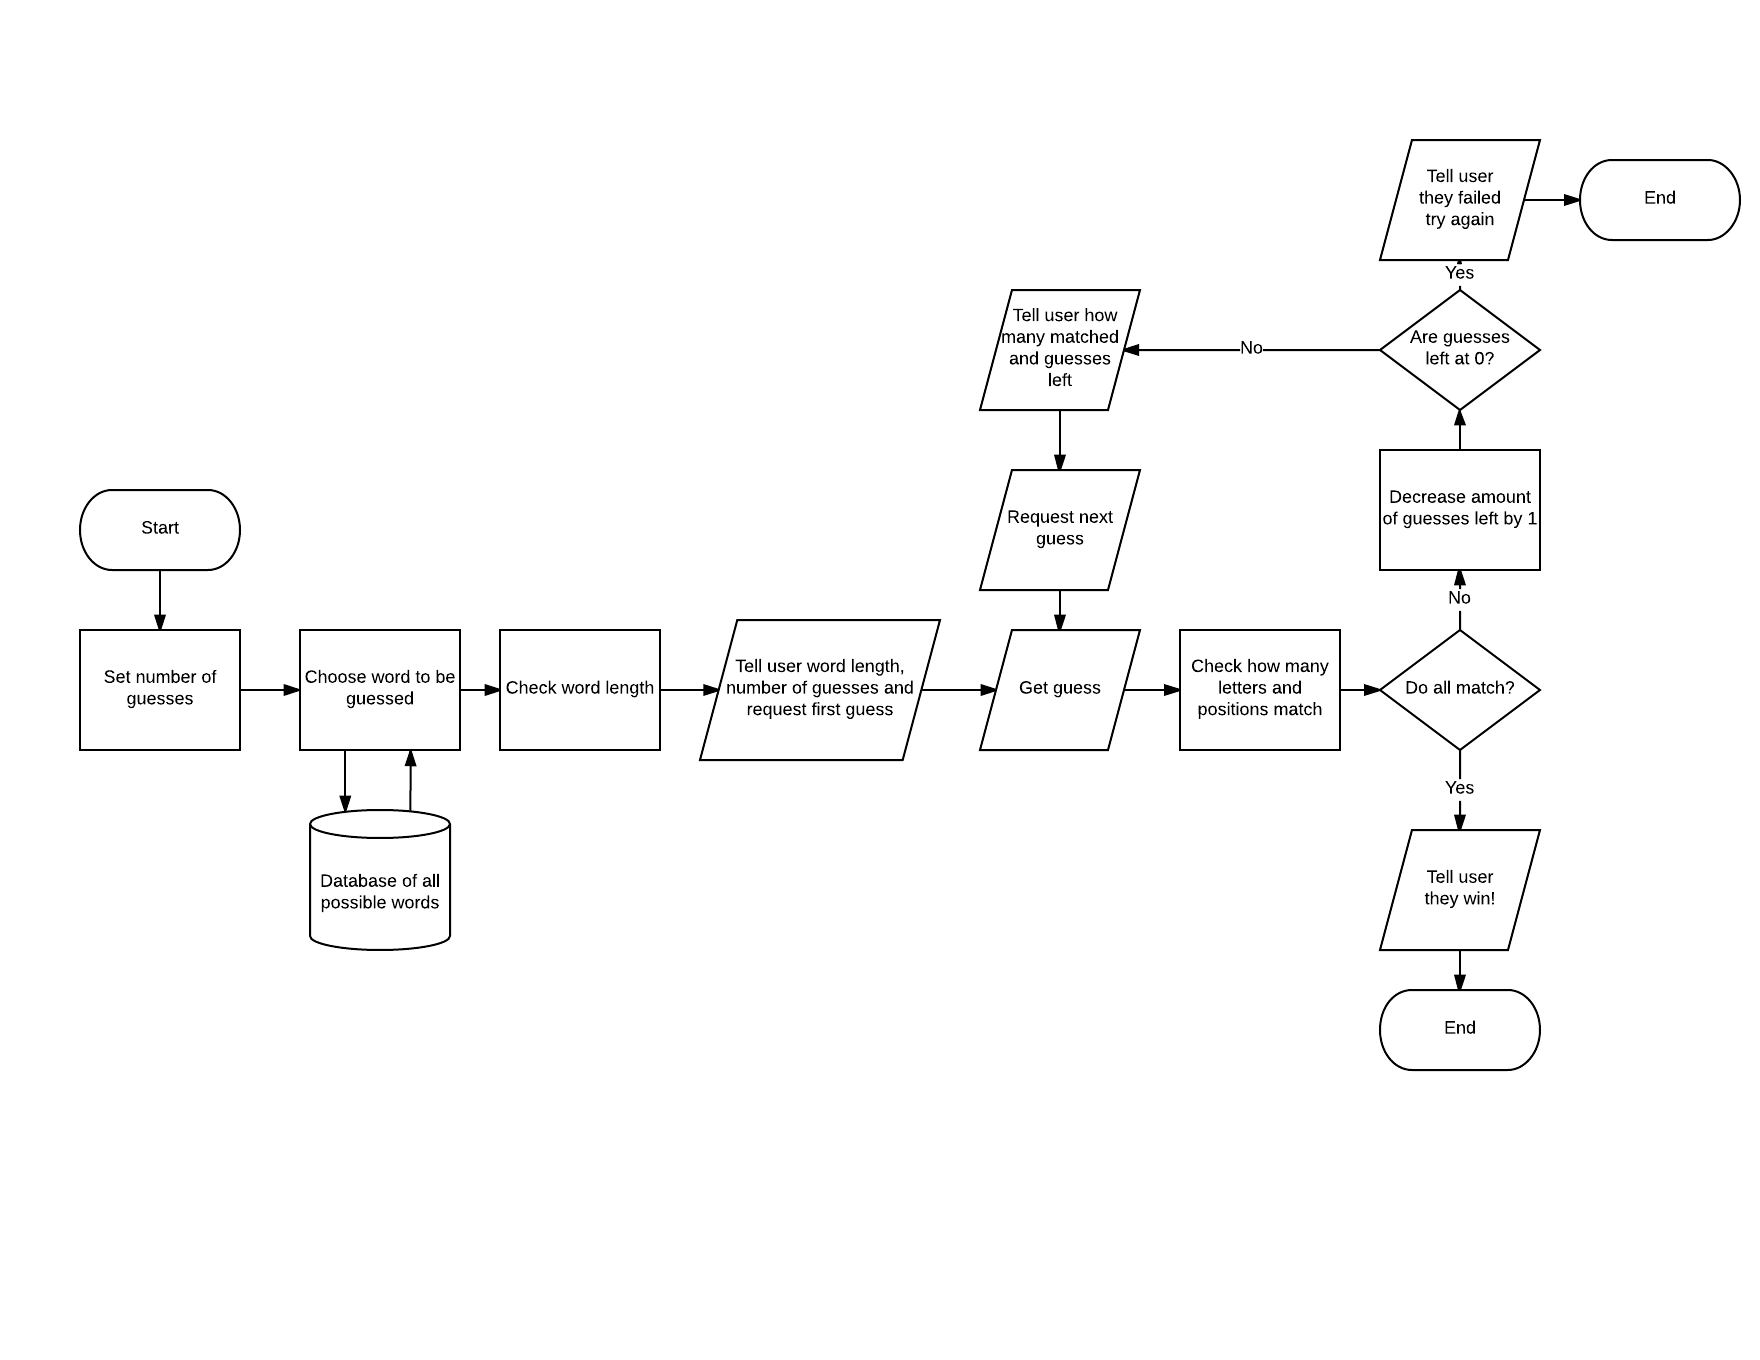 Tell user
they failed
try again
End
Yes
Tell user how
many matched
and guesses
left
No
Are guesses
left at 0?
Request next
guess
Decrease amount
of guesses left by 1
Start
No
Set number of
guesses
Choose word to be
guessed
Check word length
Tell user word length,
number of guesses and
request first guess
Get guess
Check how many
letters and
positions match
Do all match?
Yes
Database of all
possible words
Tell user
they win!
End